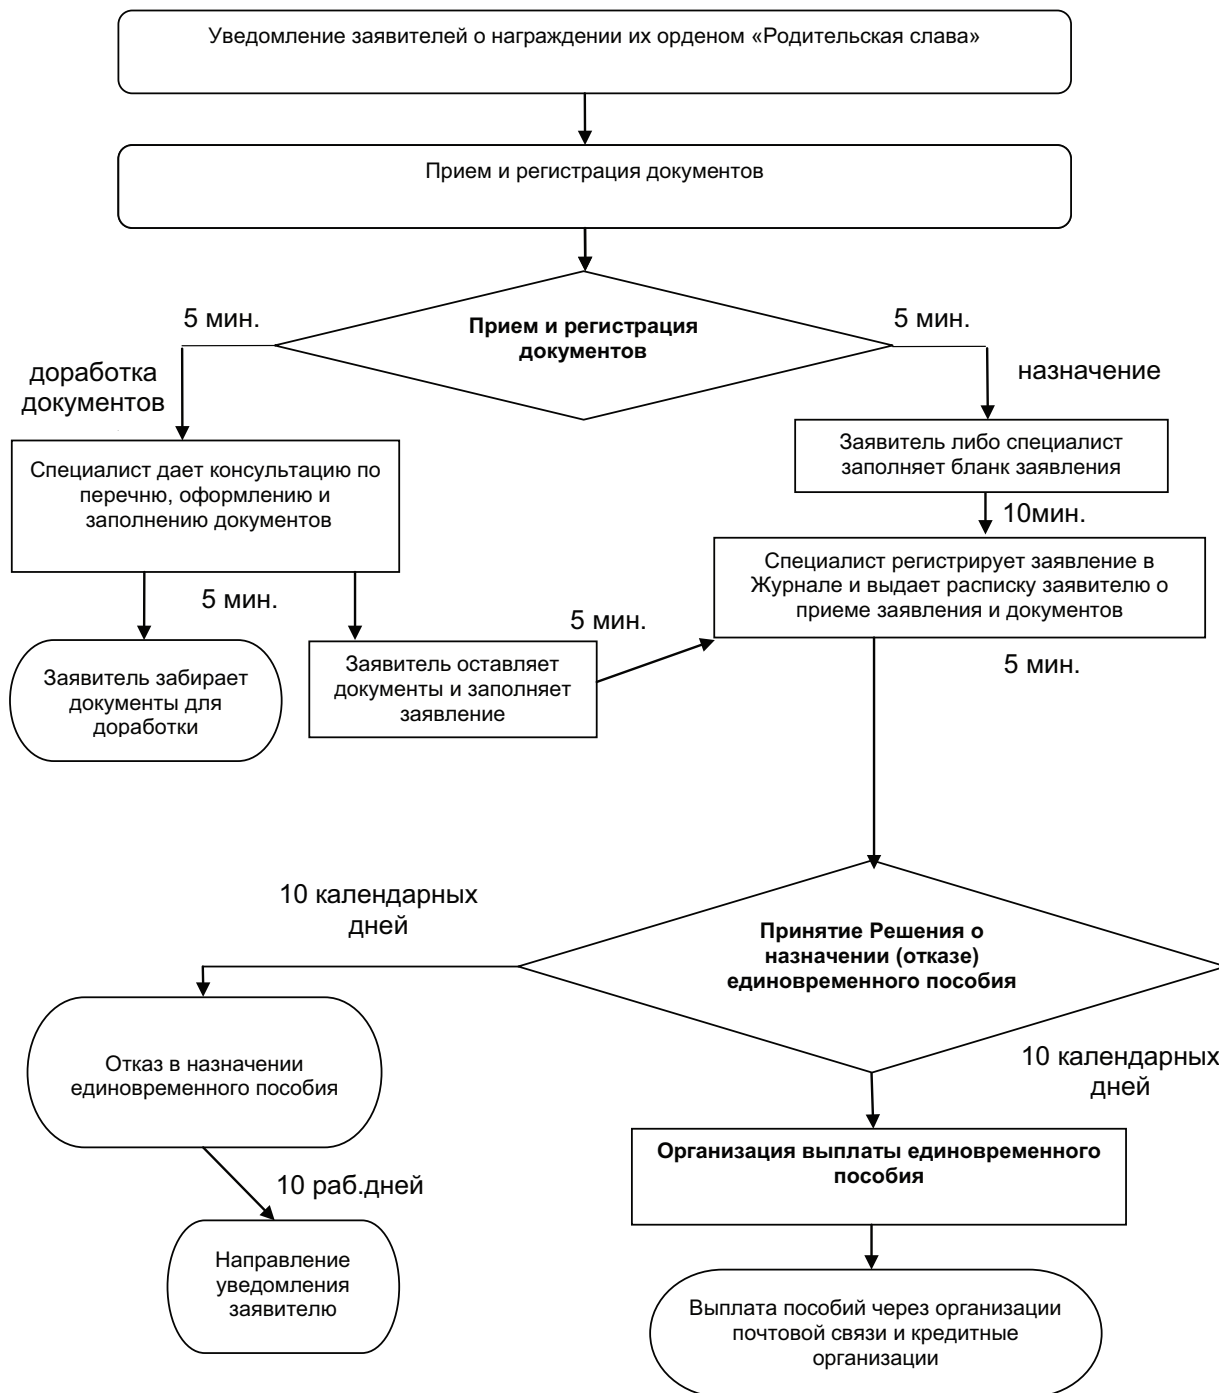 Уведомление заявителей о награждении их орденом «Родительская слава»
Прием и регистрация документов
5 мин.
Прием и регистрация
документов
5 мин.
доработка
документов
назначение
Специалист дает консультацию по
перечню, оформлению и
заполнению документов
Заявитель либо специалист
заполняет бланк заявления
10мин.
Специалист регистрирует заявление в
Журнале и выдает расписку заявителю о
приеме заявления и документов
5 мин.
5 мин.
Заявитель забирает
документы для
доработки
Заявитель оставляет
документы и заполняет
заявление
5 мин.
10 календарных
дней
Принятие Решения о
назначении (отказе)
единовременного пособия
Отказ в назначении
единовременного пособия
10 календарных
дней
Организация выплаты единовременного
пособия
10 раб.дней
Направление
уведомления
заявителю
Выплата пособий через организации
почтовой связи и кредитные
организации